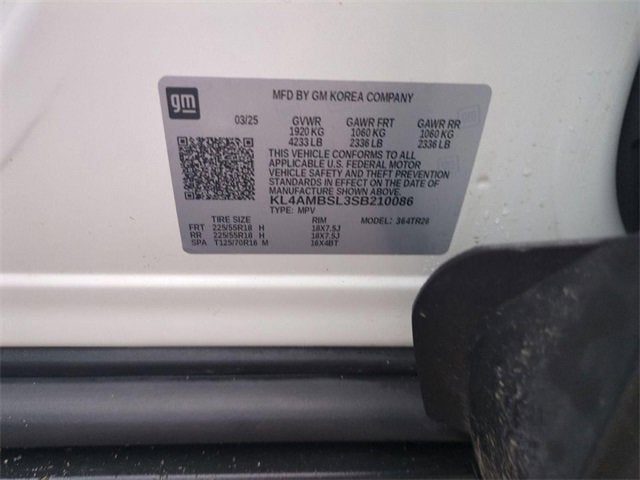 gm
MFD BY GM KOREA COMPANY
03/25 GVWR GAWR FRT GAWR RR
1920 KG 1060 KG 1060 KG
4233 LB 2336 LB 2336 LB
THIS VEHICLE CONFORMS TO ALL
APPLICABLE U.S. FEDERAL MOTOR
VEHICLE SAFETY AND THEFT PREVENTION
STANDARDS IN EFFECT ON THE DATE OF
MANUFACTURE SHOWN ABOVE.
KL4AMBSL3SB210086
TYPE: MPV MODEL: 364TR26
TIRE SIZE RIM
FRT 225/55R18 H 18X7.5J
RR 225/55R18 H 18X7.5J
SPA T125/70R16 M 16X4BT